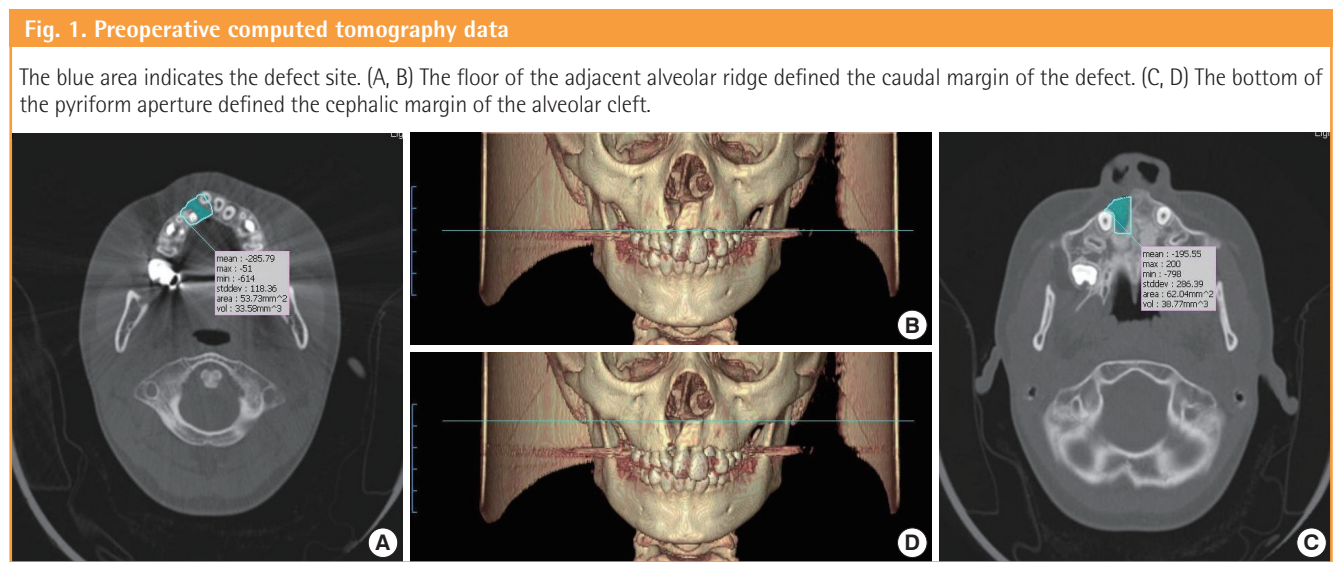 Fig. 1. Preoperative computed tomography data
The blue area indicates the defect site. (A, B) The floor of the adjacent alveolar ridge defined the caudal margin of the defect. (C, D) The bottom of
the pyriform aperture defined the cephalic margin of the alveolar cleft.
mean : -285.79
max : -51
min : -614
stddev : 118.36
area : 53.73mm^2
vol : 33.58mm^3
A
B
D
mean : -195.55
max : 200
min : -798
stddev : 286.39
area : 62.04mm^2
vol : 38.77mm^3
C